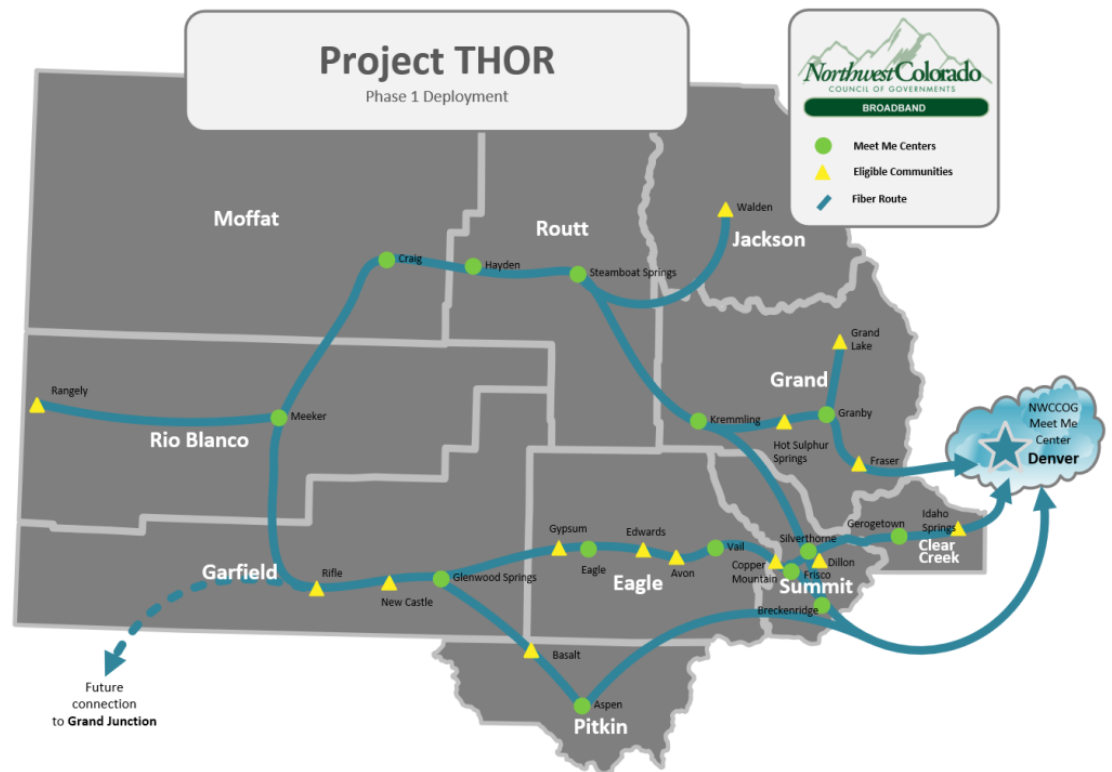 Project THOR
Phase 1 Deployment
Northwest Colorado
COUNCIL OF GOVERNMENTS
BROADBAND
Meet Me Centers
Eligible Communities
Fiber Route
Moffat
Routt
Walden
Jackson
Craig
Hayden
Steamboat Springs
Grand
Lake
Grand
Rangely
Meeker
Rio Blanco
Kremmling
Granby
Hot Sulphur
Springs
Fraser
NWCCOG
Meet Me
Center
Denver
Idaho
Springs
Gerogetown
Clear
Creek
Gypsum
Edwards
Eagle
Avon
Vail
Eagle
Silverthorne
Copper
Mountain
Dillon
Frisco
Summit
Breckenridge
Garfield
Rifle
New Castle
Glenwood Springs
Basalt
Aspen
Pitkin
Future
connection
to Grand Junction